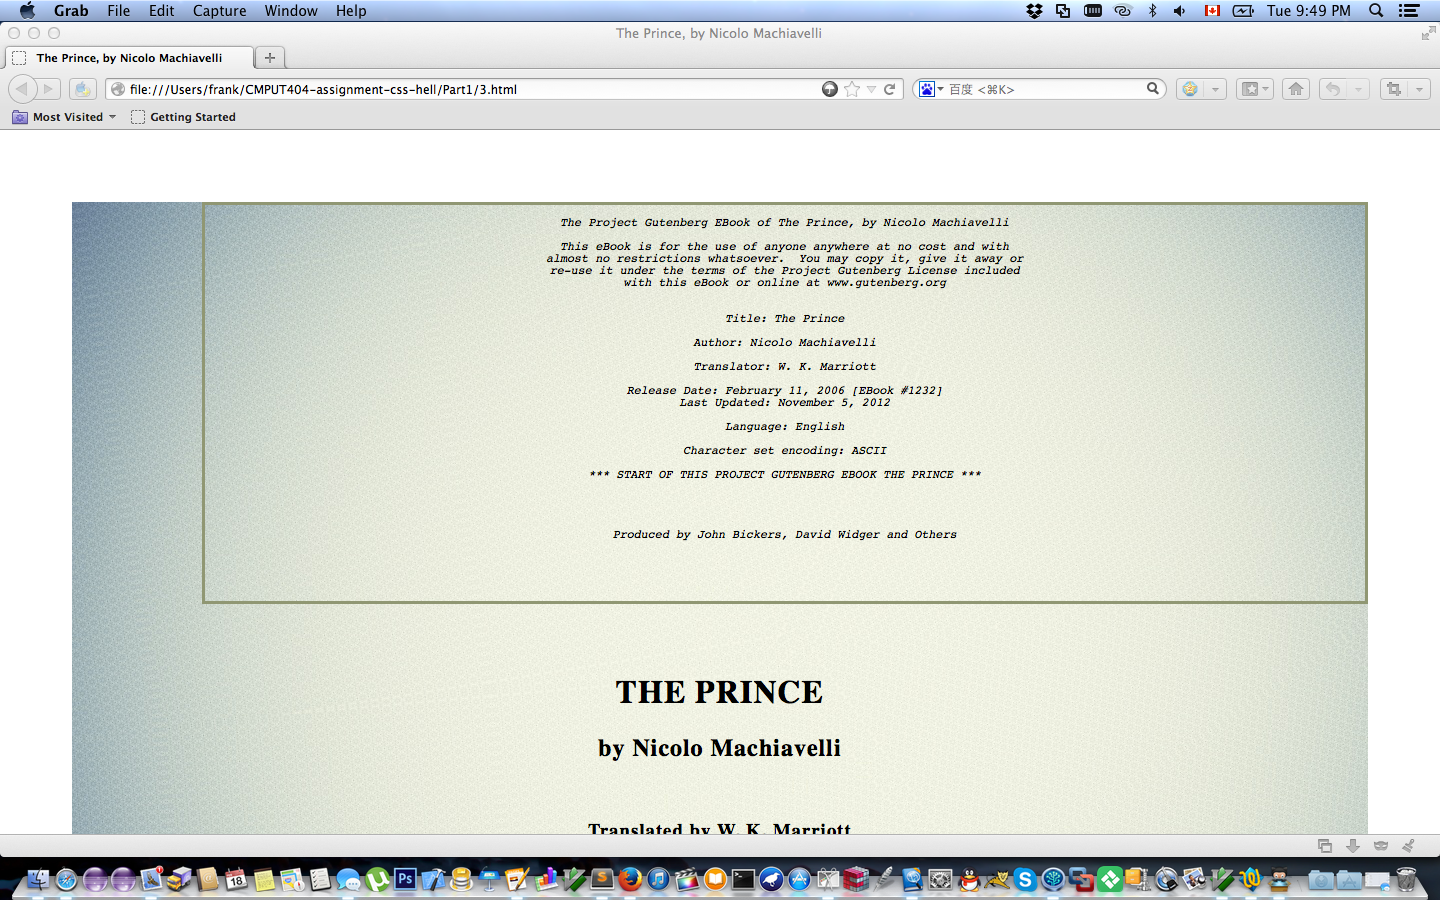 Grab File Edit Capture Window Help Tue 9:49 PM
The Prince, by Nicolo Machiavelli
The Prince, by Nicolo Machiavelli
file:///Users/frank/CMPUT404-assignment-css-hell/Part1/3.html 百度 <⌘K>
Most Visited Getting Started
The Project Gutenberg EBook of The Prince, by Nicolo Machiavelli
This eBook is for the use of anyone anywhere at no cost and with
almost no restrictions whatsoever.  You may copy it, give it away or
re-use it under the terms of the Project Gutenberg License included
with this eBook or online at www.gutenberg.org
Title: The Prince
Author: Nicolo Machiavelli
Translator: W. K. Marriott
Release Date: February 11, 2006 [EBook #1232]
Last Updated: November 5, 2012
Language: English
Character set encoding: ASCII
*** START OF THIS PROJECT GUTENBERG EBOOK THE PRINCE ***
Produced by John Bickers, David Widger and Others
THE PRINCE
by Nicolo Machiavelli
Translated by W. K. Marriott
18 Ps